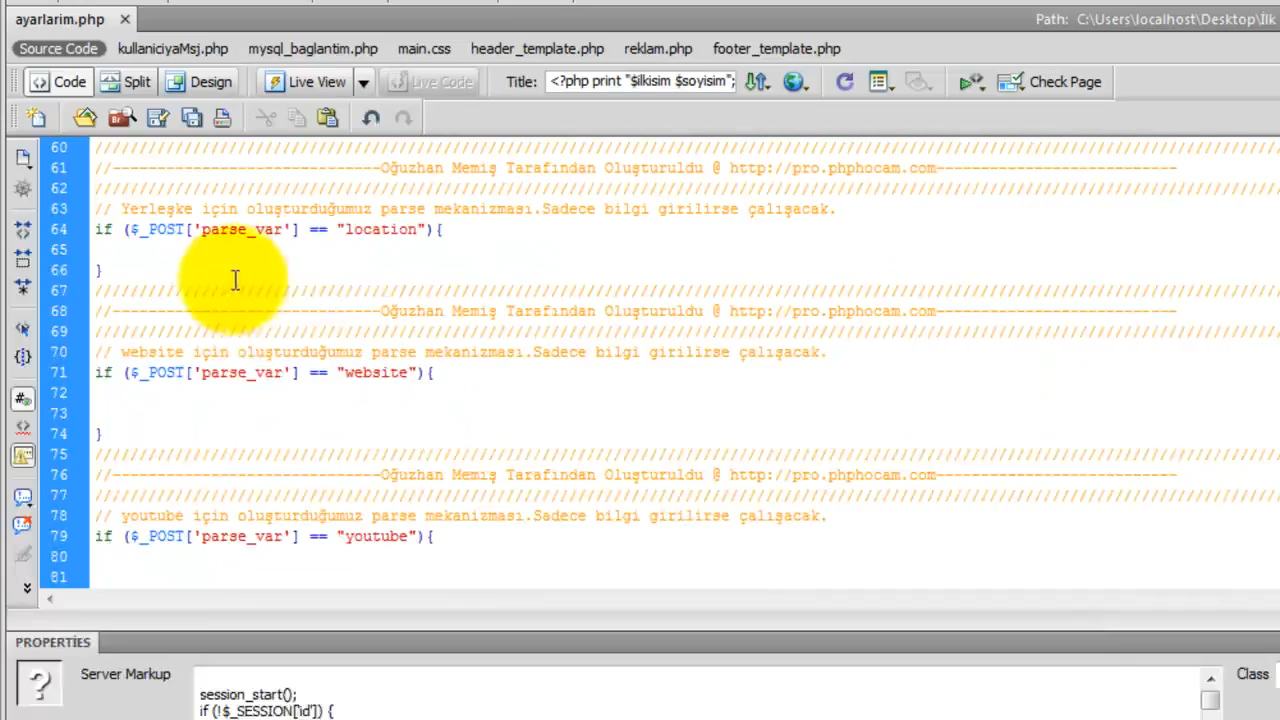 ayarlarim.php ×
Path: C:\Users\localhost\Desktop\İlk
Source Code kullaniciyaMsj.php mysql_baglantim.php main.css header_template.php reklam.php footer_template.php
Code Split Design Live View Live Code Title: <?php print "$ilkisim $soyisim"; Check Page
60 ////////////////////////////////////////////////////////////////////////////////////////////////////////////////////////////////////
61 //------------------------------Oğuzhan Memiş Tarafından Oluşturuldu @ http://pro.phphocam.com---------------------------
62 ////////////////////////////////////////////////////////////////////////////////////////////////////////////////////////////////////
63 // Yerleşke için oluşturduğumuz parse mekanizması.Sadece bilgi girilirse çalışacak.
64 if ($_POST['parse_var'] == "location"){
65
66 }
67 ////////////////////////////////////////////////////////////////////////////////////////////////////////////////////////////////////
68 //------------------------------Oğuzhan Memiş Tarafından Oluşturuldu @ http://pro.phphocam.com---------------------------
69 ////////////////////////////////////////////////////////////////////////////////////////////////////////////////////////////////////
70 // website için oluşturduğumuz parse mekanizması.Sadece bilgi girilirse çalışacak.
71 if ($_POST['parse_var'] == "website"){
72
73
74 }
75 ////////////////////////////////////////////////////////////////////////////////////////////////////////////////////////////////////
76 //------------------------------Oğuzhan Memiş Tarafından Oluşturuldu @ http://pro.phphocam.com---------------------------
77 ////////////////////////////////////////////////////////////////////////////////////////////////////////////////////////////////////
78 // youtube için oluşturduğumuz parse mekanizması.Sadece bilgi girilirse çalışacak.
79 if ($_POST['parse_var'] == "youtube"){
80
81
PROPERTİES
Server Markup
Class
session_start();
if (!$_SESSION['id']) {